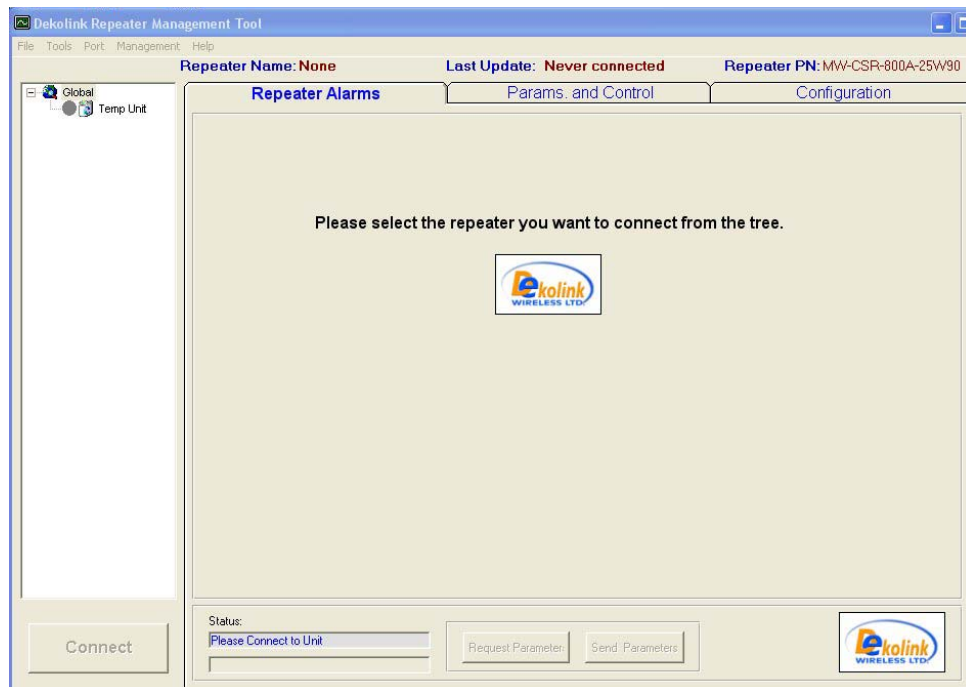 Dekolink Repeater Management Tool
File Tools Port Management Help
Repeater Name: None Last Update: Never connected Repeater PN: MW-CSR-800A-25W90
Global
Temp Unit
Repeater Alarms Params. and Control Configuration
Please select the repeater you want to connect from the tree.
Dekolink
WIRELESS LTD.
Connect
Status:
Please Connect to Unit
Request Parameter Send Parameters
Dekolink
WIRELESS LTD.